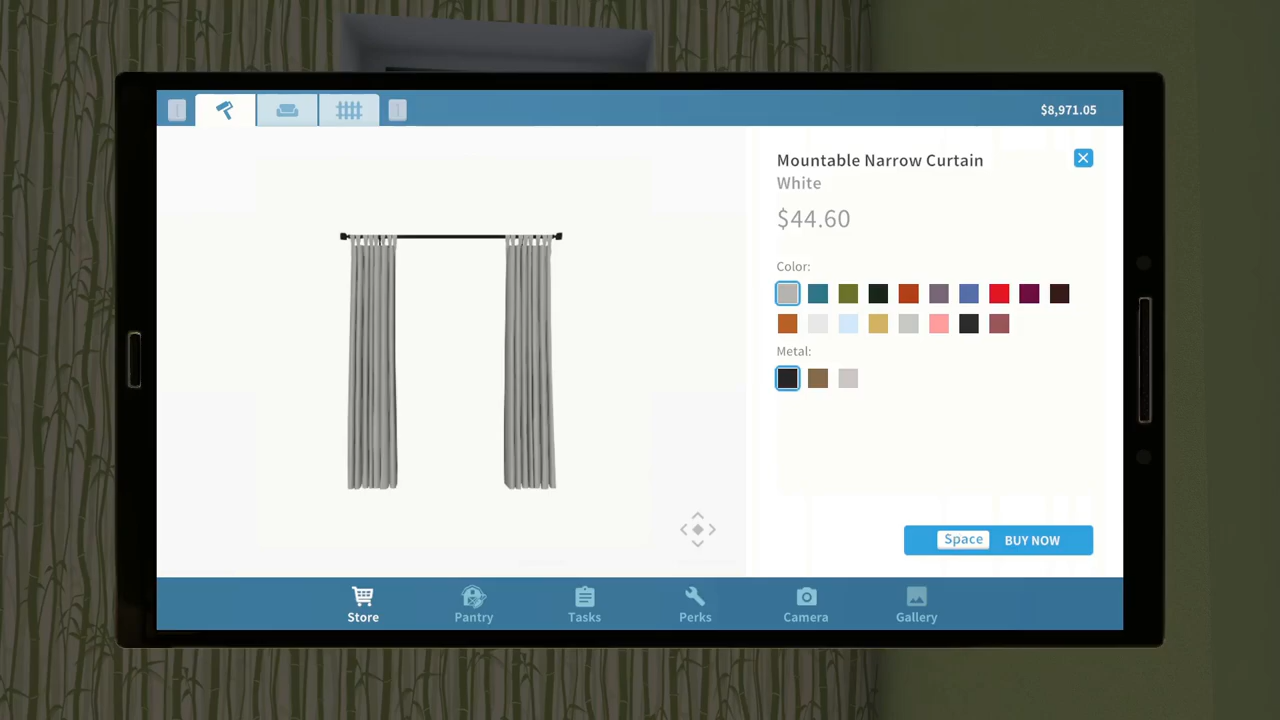 $8,971.05
Mountable Narrow Curtain
White
$44.60
Color:
Metal:
Space BUY NOW
Store Pantry Tasks Perks Camera Gallery